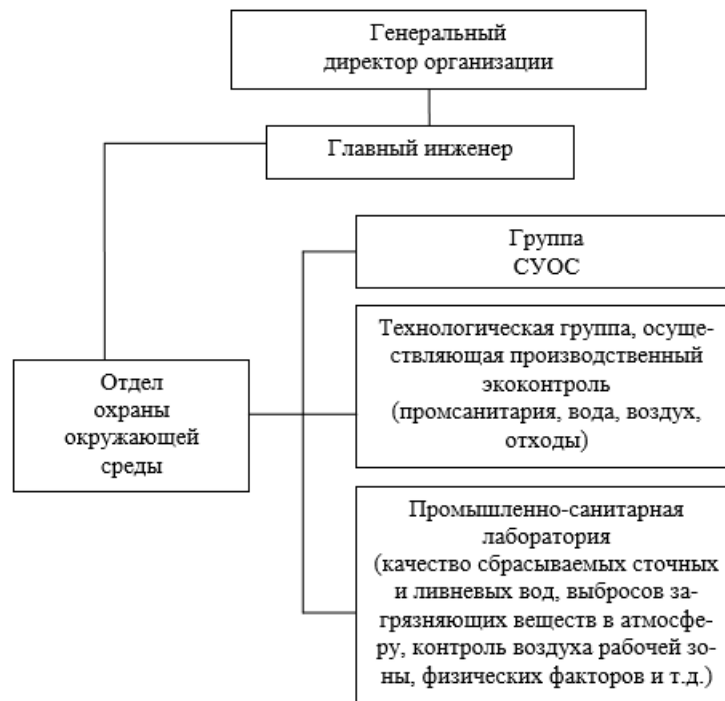 Генеральный
директор организации
Главный инженер
Группа
СУОС
Технологическая группа, осуще-
ствляющая производственный
экоконтроль
(промсанитария, вода, воздух,
отходы)
Отдел
охраны
окружающей
среды
Промышленно-санитарная
лаборатория
(качество сбрасываемых сточных
и ливневых вод, выбросов за-
грязняющих веществ в атмосфе-
ру, контроль воздуха рабочей зо-
ны, физических факторов и т.д.)